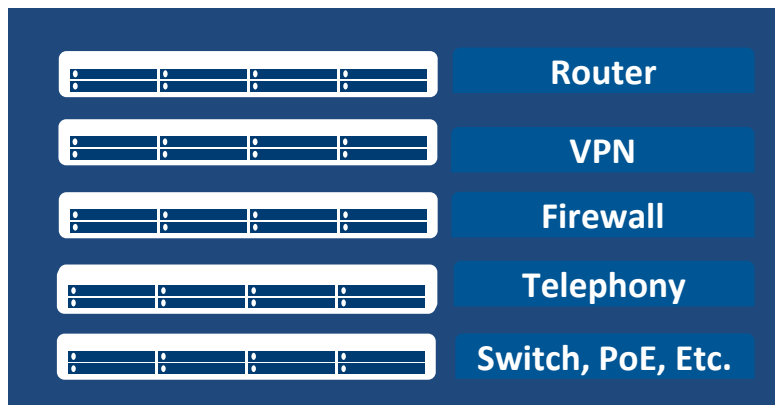 Router
VPN
Firewall
Telephony
Switch, PoE, Etc.